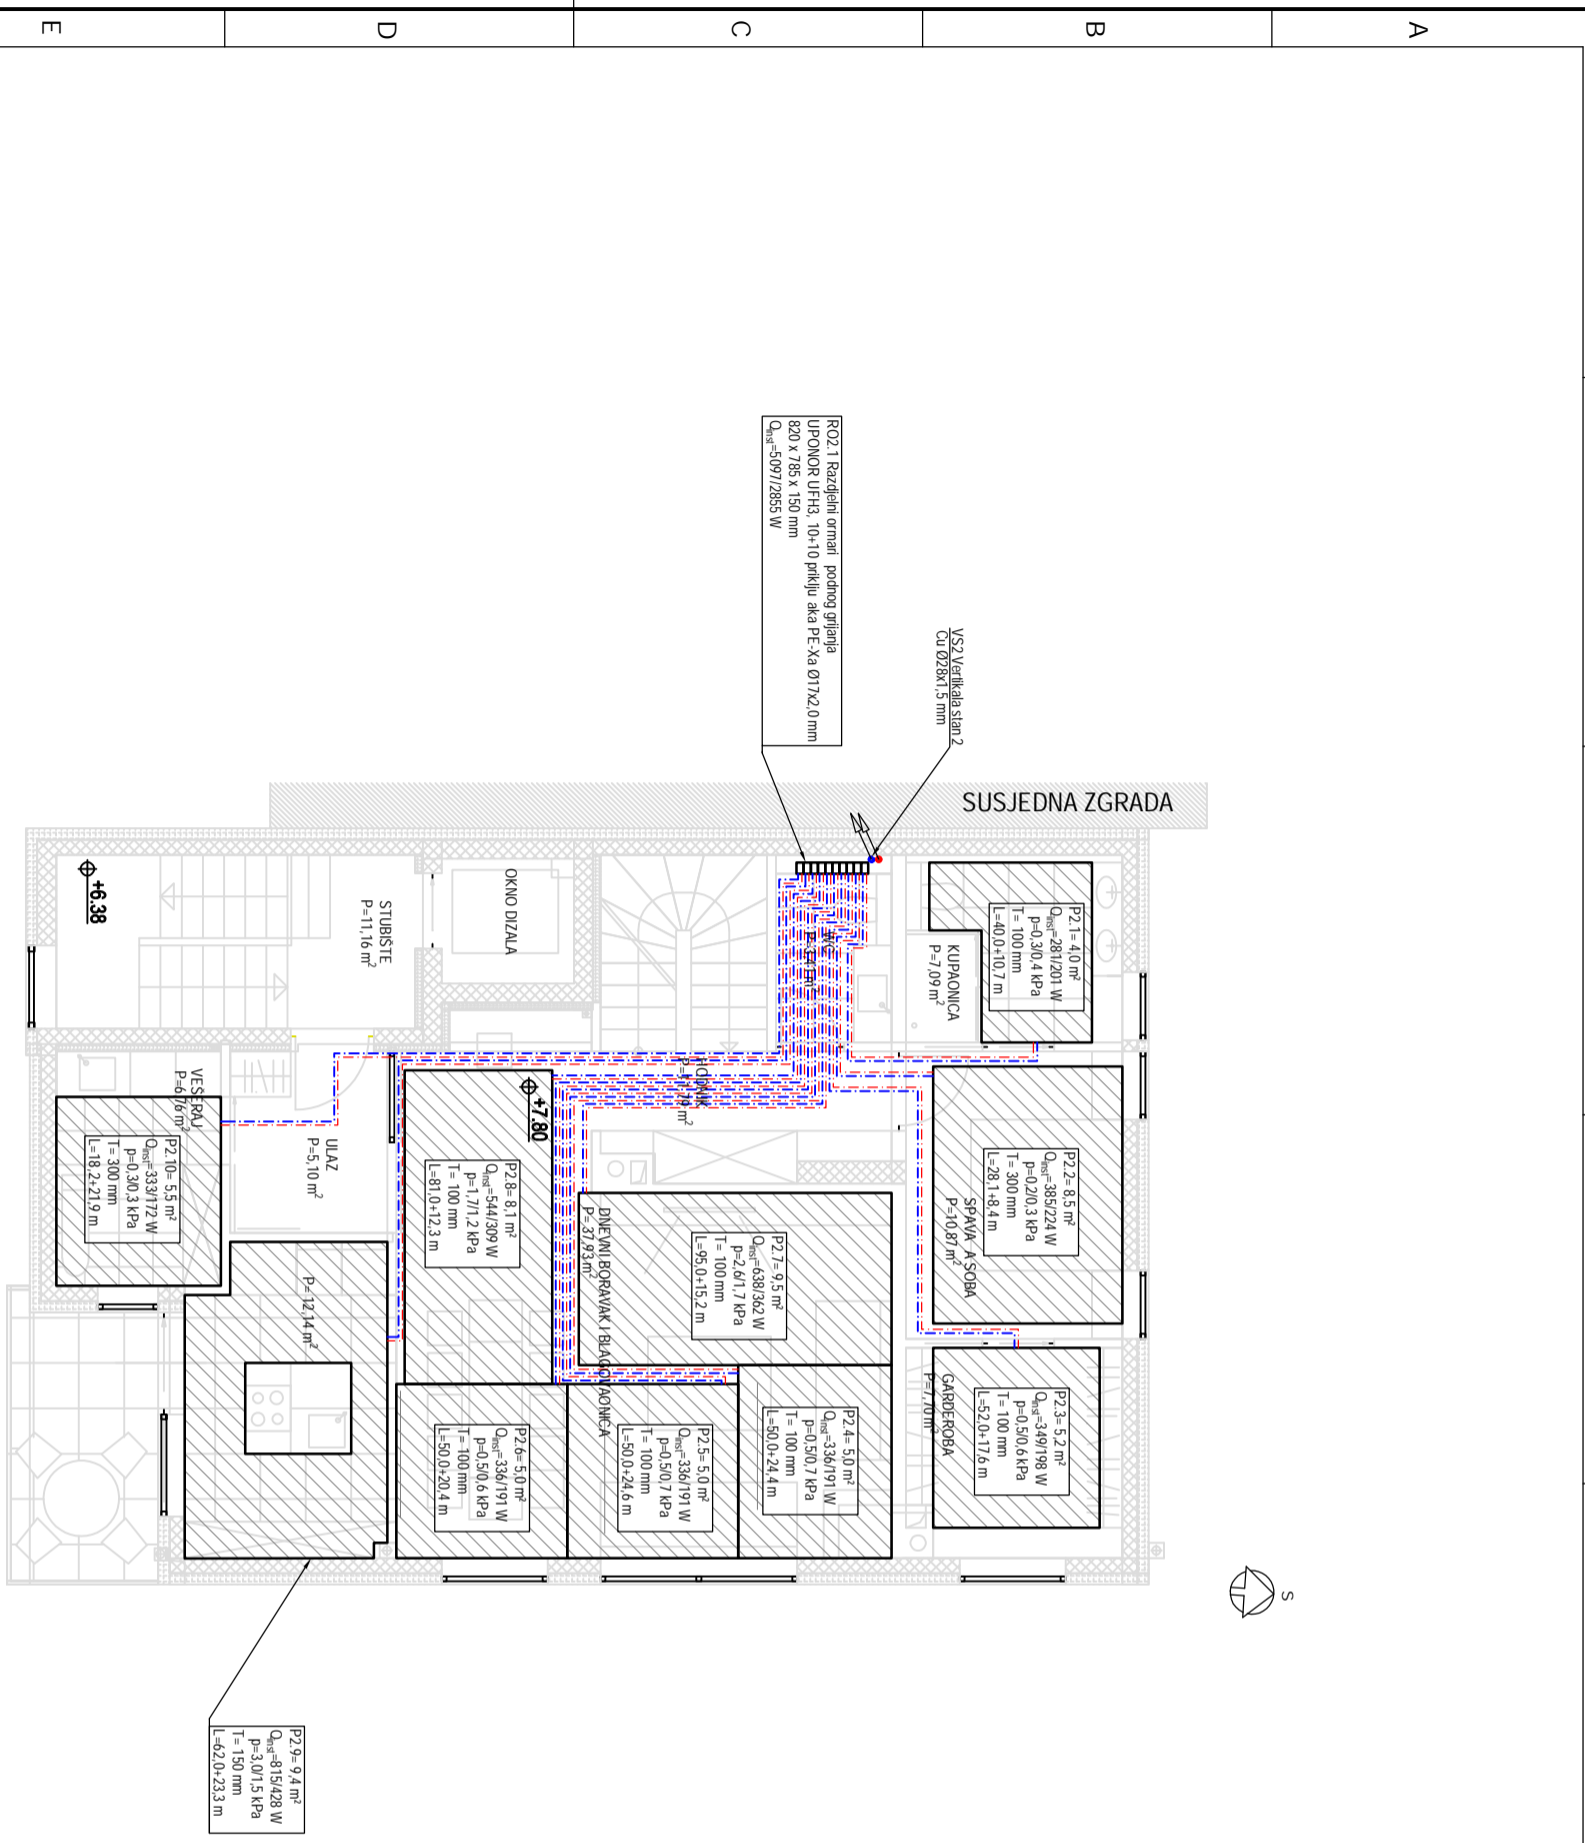 E
D
C
B
A
R02.1 Razdjelni ormari podnog grijanja
UPONOR UFH3, 10+10 priklju aka PE-Xa Ø17x2,0 mm
820 x 785 x 150 mm
Qinst=5097/2855 W
VS2 Vertikala stan 2
Cu Ø28x1,5 mm
SUSJEDNA ZGRADA
P2.1= 4,0 m²
Qinst=281/201 W
p=0,3/0,4 kPa
T= 100 mm
L=40,0+10,7 m
KUPAONICA
P=7,09 m²
OKNO DIZALA
STUBIŠTE
P=11,16 m²
+6.38
WC
HODNIK
+7.80
P2.2= 8,5 m²
Qinst=385/224 W
p=0,2/0,3 kPa
T= 300 mm
L=28,1+8,4 m
SPAVA A SOBA
P=10,87 m²
P2.3= 5,2 m²
Qinst=349/198 W
p=0,5/0,6 kPa
T= 100 mm
L=52,0+17,6 m
GARDEROBA
P=7,70 m²
P2.7= 9,5 m²
Qinst=638/362 W
p=2,6/1,7 kPa
T= 100 mm
L=95,0+15,2 m
DNEVNI BORAVAK I BLAGOVAONICA
P= 37,93 m²
P2.8= 8,1 m²
Qinst=544/309 W
p=1,7/1,2 kPa
T= 100 mm
L=81,0+12,3 m
ULAZ
P=5,10 m²
VEŠERAJ
P=6,76 m²
P2.10= 5,5 m²
Qinst=333/172 W
p=0,3/0,3 kPa
T= 300 mm
L=18,2+21,9 m
P= 12,14 m²
P2.4= 5,0 m²
Qinst=336/191 W
p=0,5/0,7 kPa
T= 100 mm
L=50,0+24,4 m
P2.5= 5,0 m²
Qinst=336/191 W
p=0,5/0,7 kPa
T= 100 mm
L=50,0+24,6 m
P2.6= 5,0 m²
Qinst=336/191 W
p=0,5/0,6 kPa
T= 100 mm
L=50,0+20,4 m
S
P2.9= 9,4 m²
Qinst=815/428 W
p=3,0/1,5 kPa
T= 150 mm
L=62,0+23,3 m